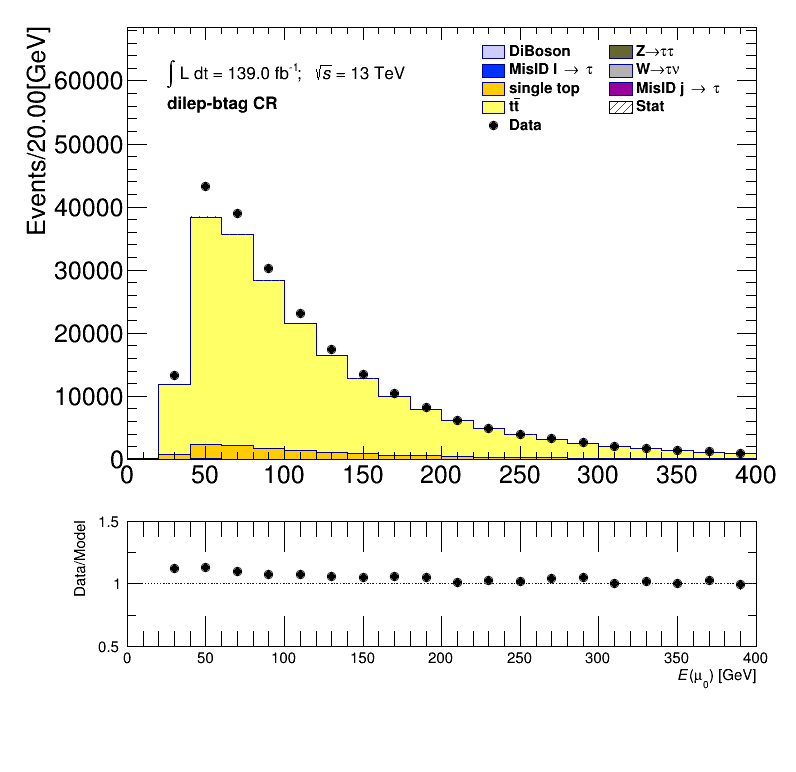 Events/20.00[GeV]
60000
50000
40000
30000
20000
10000
0
∫ L dt = 139.0 fb⁻¹; √s = 13 TeV
dilep-btag CR
DiBoson
MisID l → τ
single top
tt̄
Data
Z→ττ
W→τν
MisID j → τ
Stat
0 50 100 150 200 250 300 350 400
Data/Model
1.5
1
0.5
0 50 100 150 200 250 300 350 400
E(μ₀) [GeV]